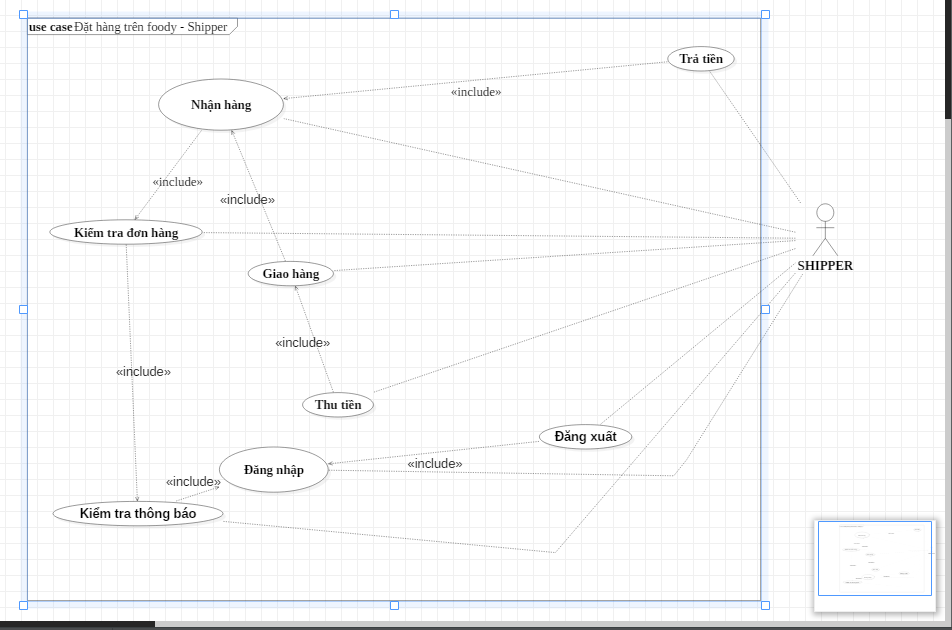 use case Đặt hàng trên foody - Shipper
Trả tiền
«include»
Nhận hàng
«include»
«include»
Kiểm tra đơn hàng
Giao hàng
SHIPPER
«include»
«include»
Thu tiền
Đăng xuất
«include»
Đăng nhập
«include»
Kiểm tra thông báo